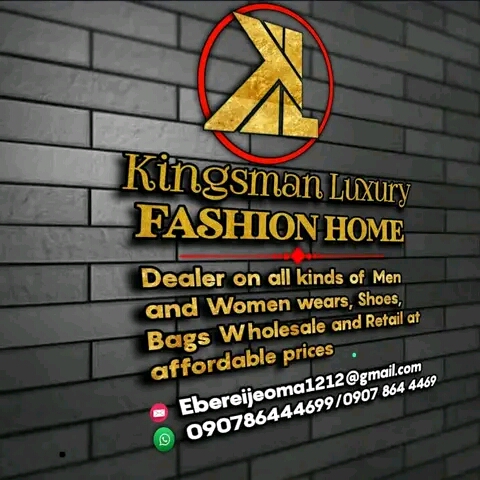 KL
Kingsman Luxury
FASHION HOME
Dealer on all kinds of Men
and Women wears, Shoes,
Bags Wholesale and Retail at
affordable prices
Ebereijeoma1212@gmail.com
090786444699/0907 864 4469